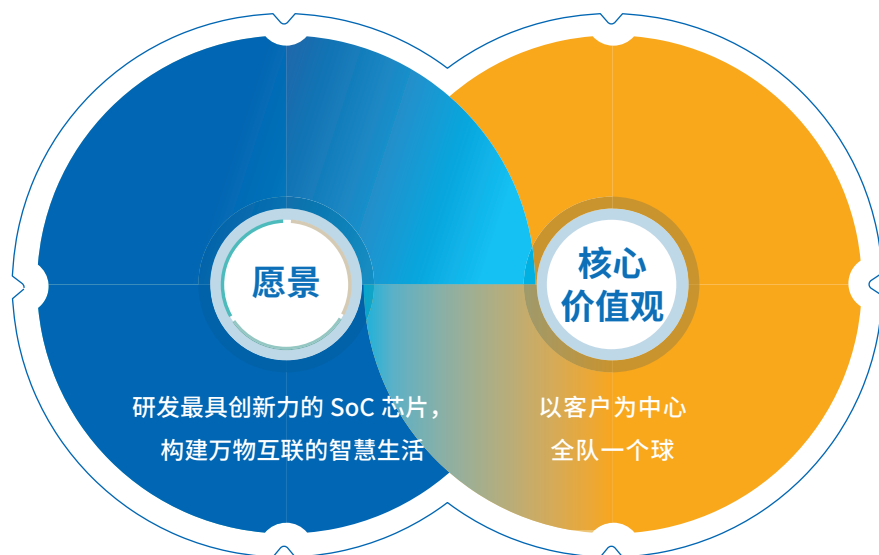 愿景
研发最具创新力的 SoC 芯片，
构建万物互联的智慧生活
核心
价值观
以客户为中心
全队一个球